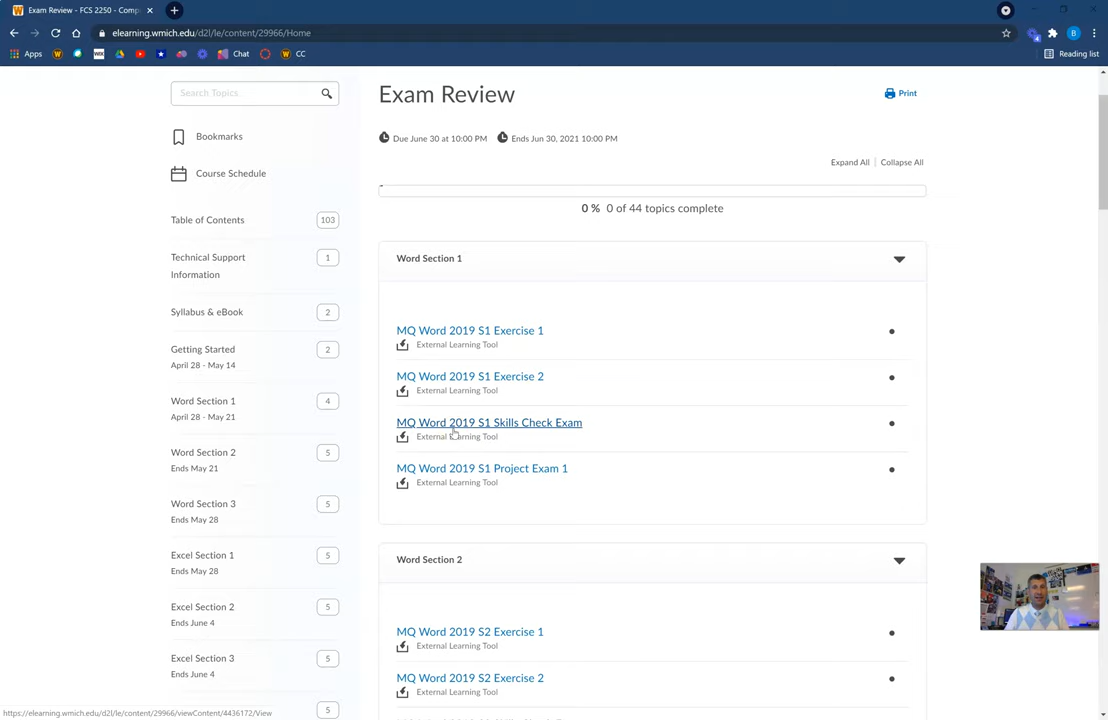 Exam Review - FCS 2250 - Comp
elearning.wmich.edu/d2l/le/content/29966/Home
B
Apps
Chat
CC
Reading list
Search Topics
Bookmarks
Course Schedule
Table of Contents
103
Technical Support
Information
1
Syllabus & eBook
2
Getting Started
2
April 28 - May 14
Word Section 1
4
April 28 - May 21
Word Section 2
5
Ends May 21
Word Section 3
5
Ends May 28
Excel Section 1
5
Ends May 28
Excel Section 2
5
Ends June 4
Excel Section 3
5
Ends June 4
5
Exam Review
Print
Due June 30 at 10:00 PM
Ends Jun 30, 2021 10:00 PM
Expand All
Collapse All
0 % 0 of 44 topics complete
Word Section 1
MQ Word 2019 S1 Exercise 1
External Learning Tool
MQ Word 2019 S1 Exercise 2
External Learning Tool
MQ Word 2019 S1 Skills Check Exam
External Learning Tool
MQ Word 2019 S1 Project Exam 1
External Learning Tool
Word Section 2
MQ Word 2019 S2 Exercise 1
External Learning Tool
MQ Word 2019 S2 Exercise 2
External Learning Tool
https://elearning.wmich.edu/d2l/le/content/29966/viewContent/4436172/View